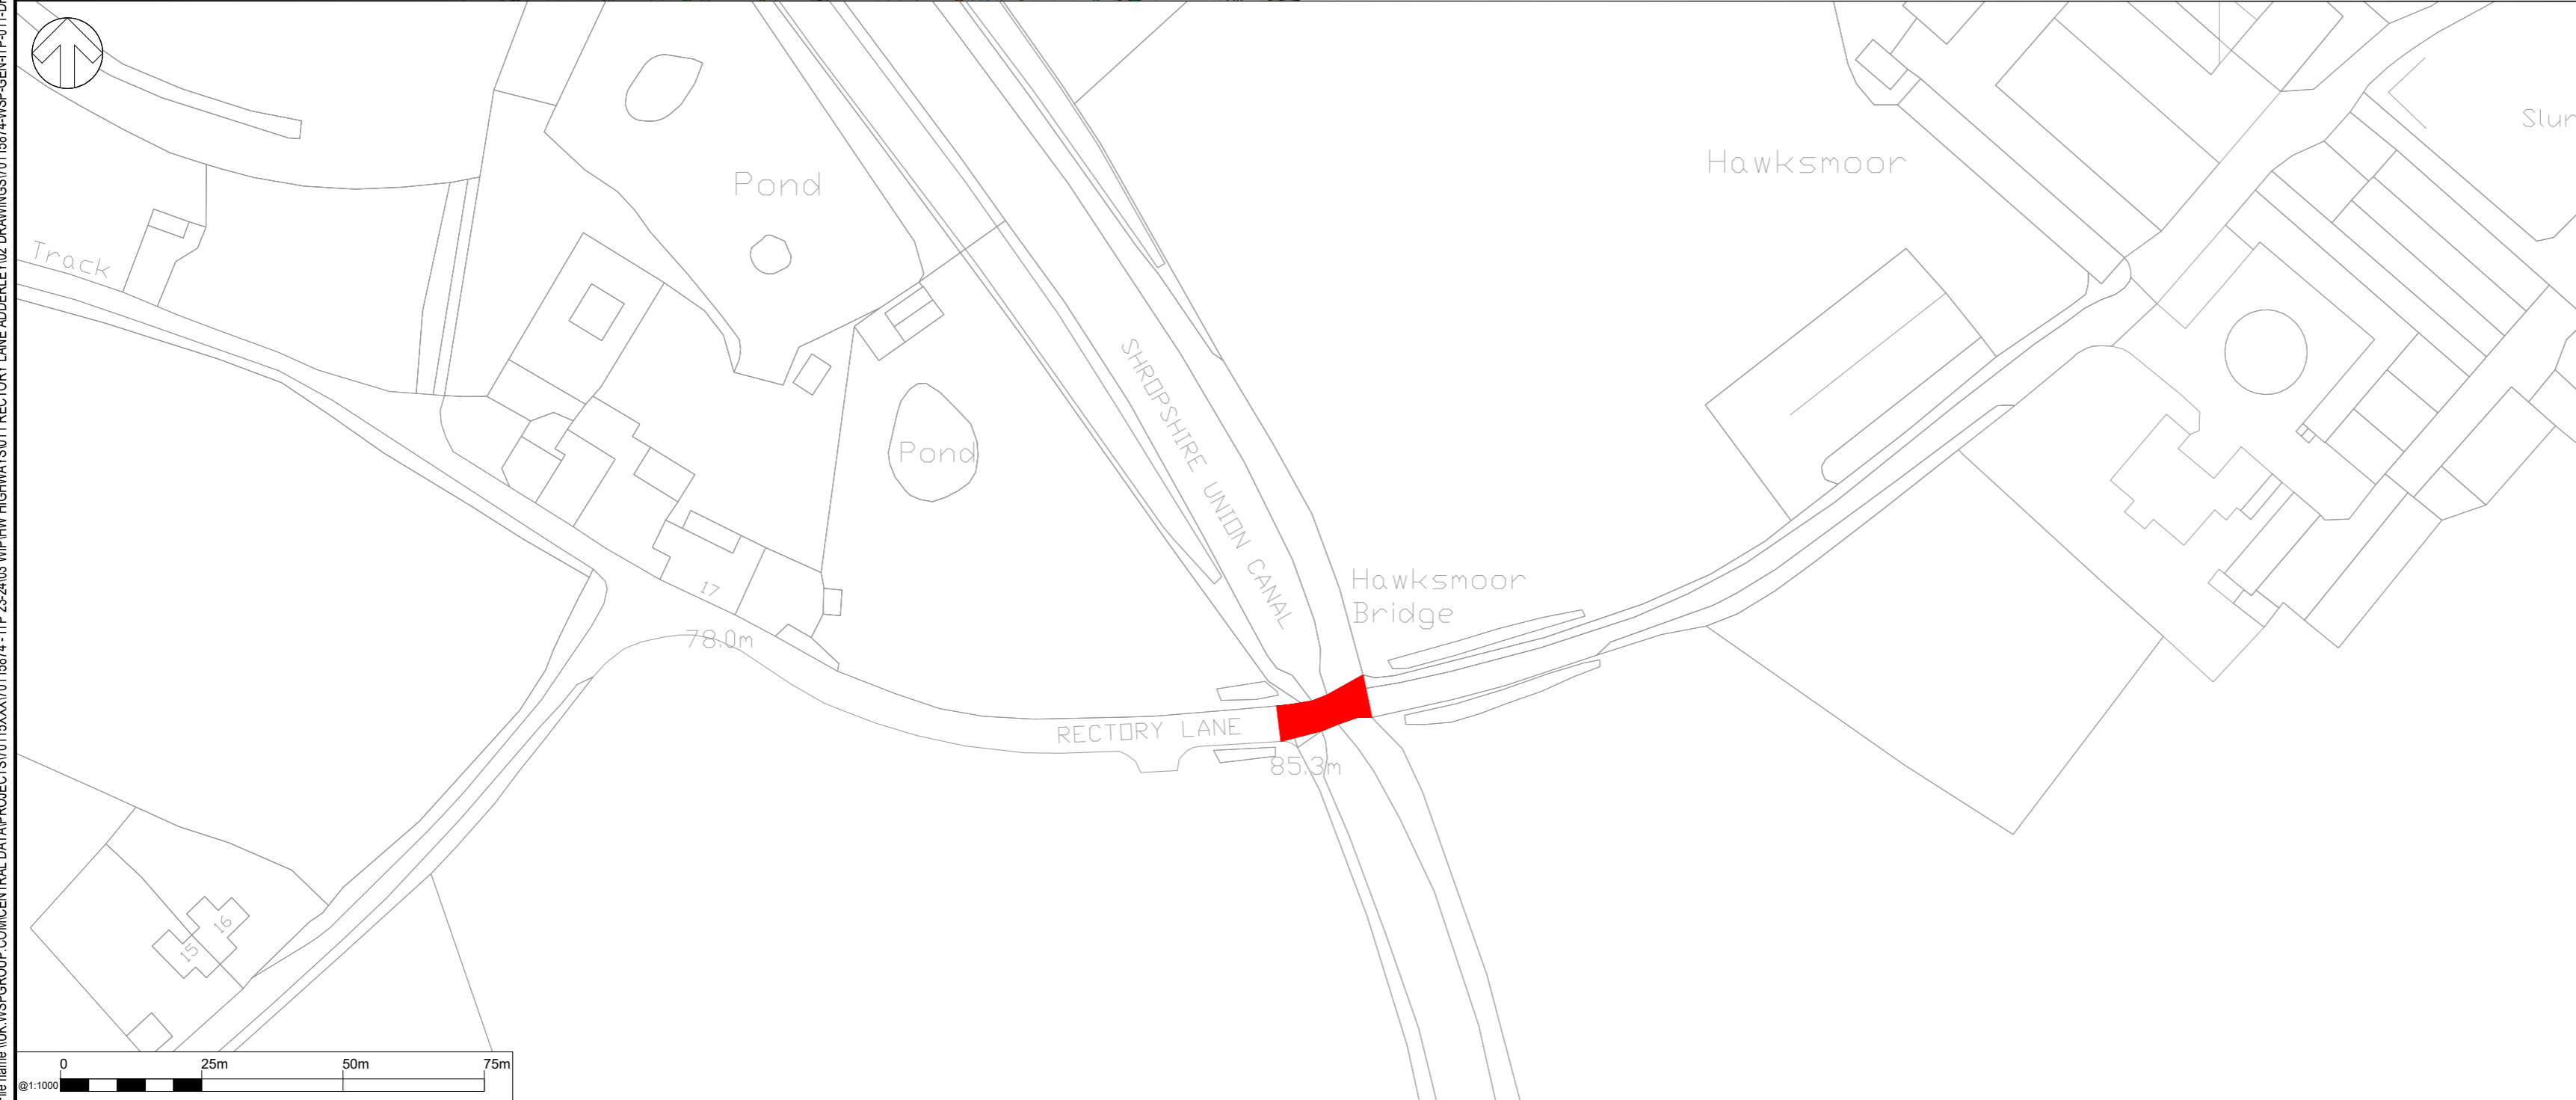 Track
Pond
Hawksmoor
Pond
SHROPSHIRE UNION CANAL
Hawksmoor
Bridge
17
78.0m
RECTORY LANE
85.3m
16
15
0 25m 50m 75m
@1:1000